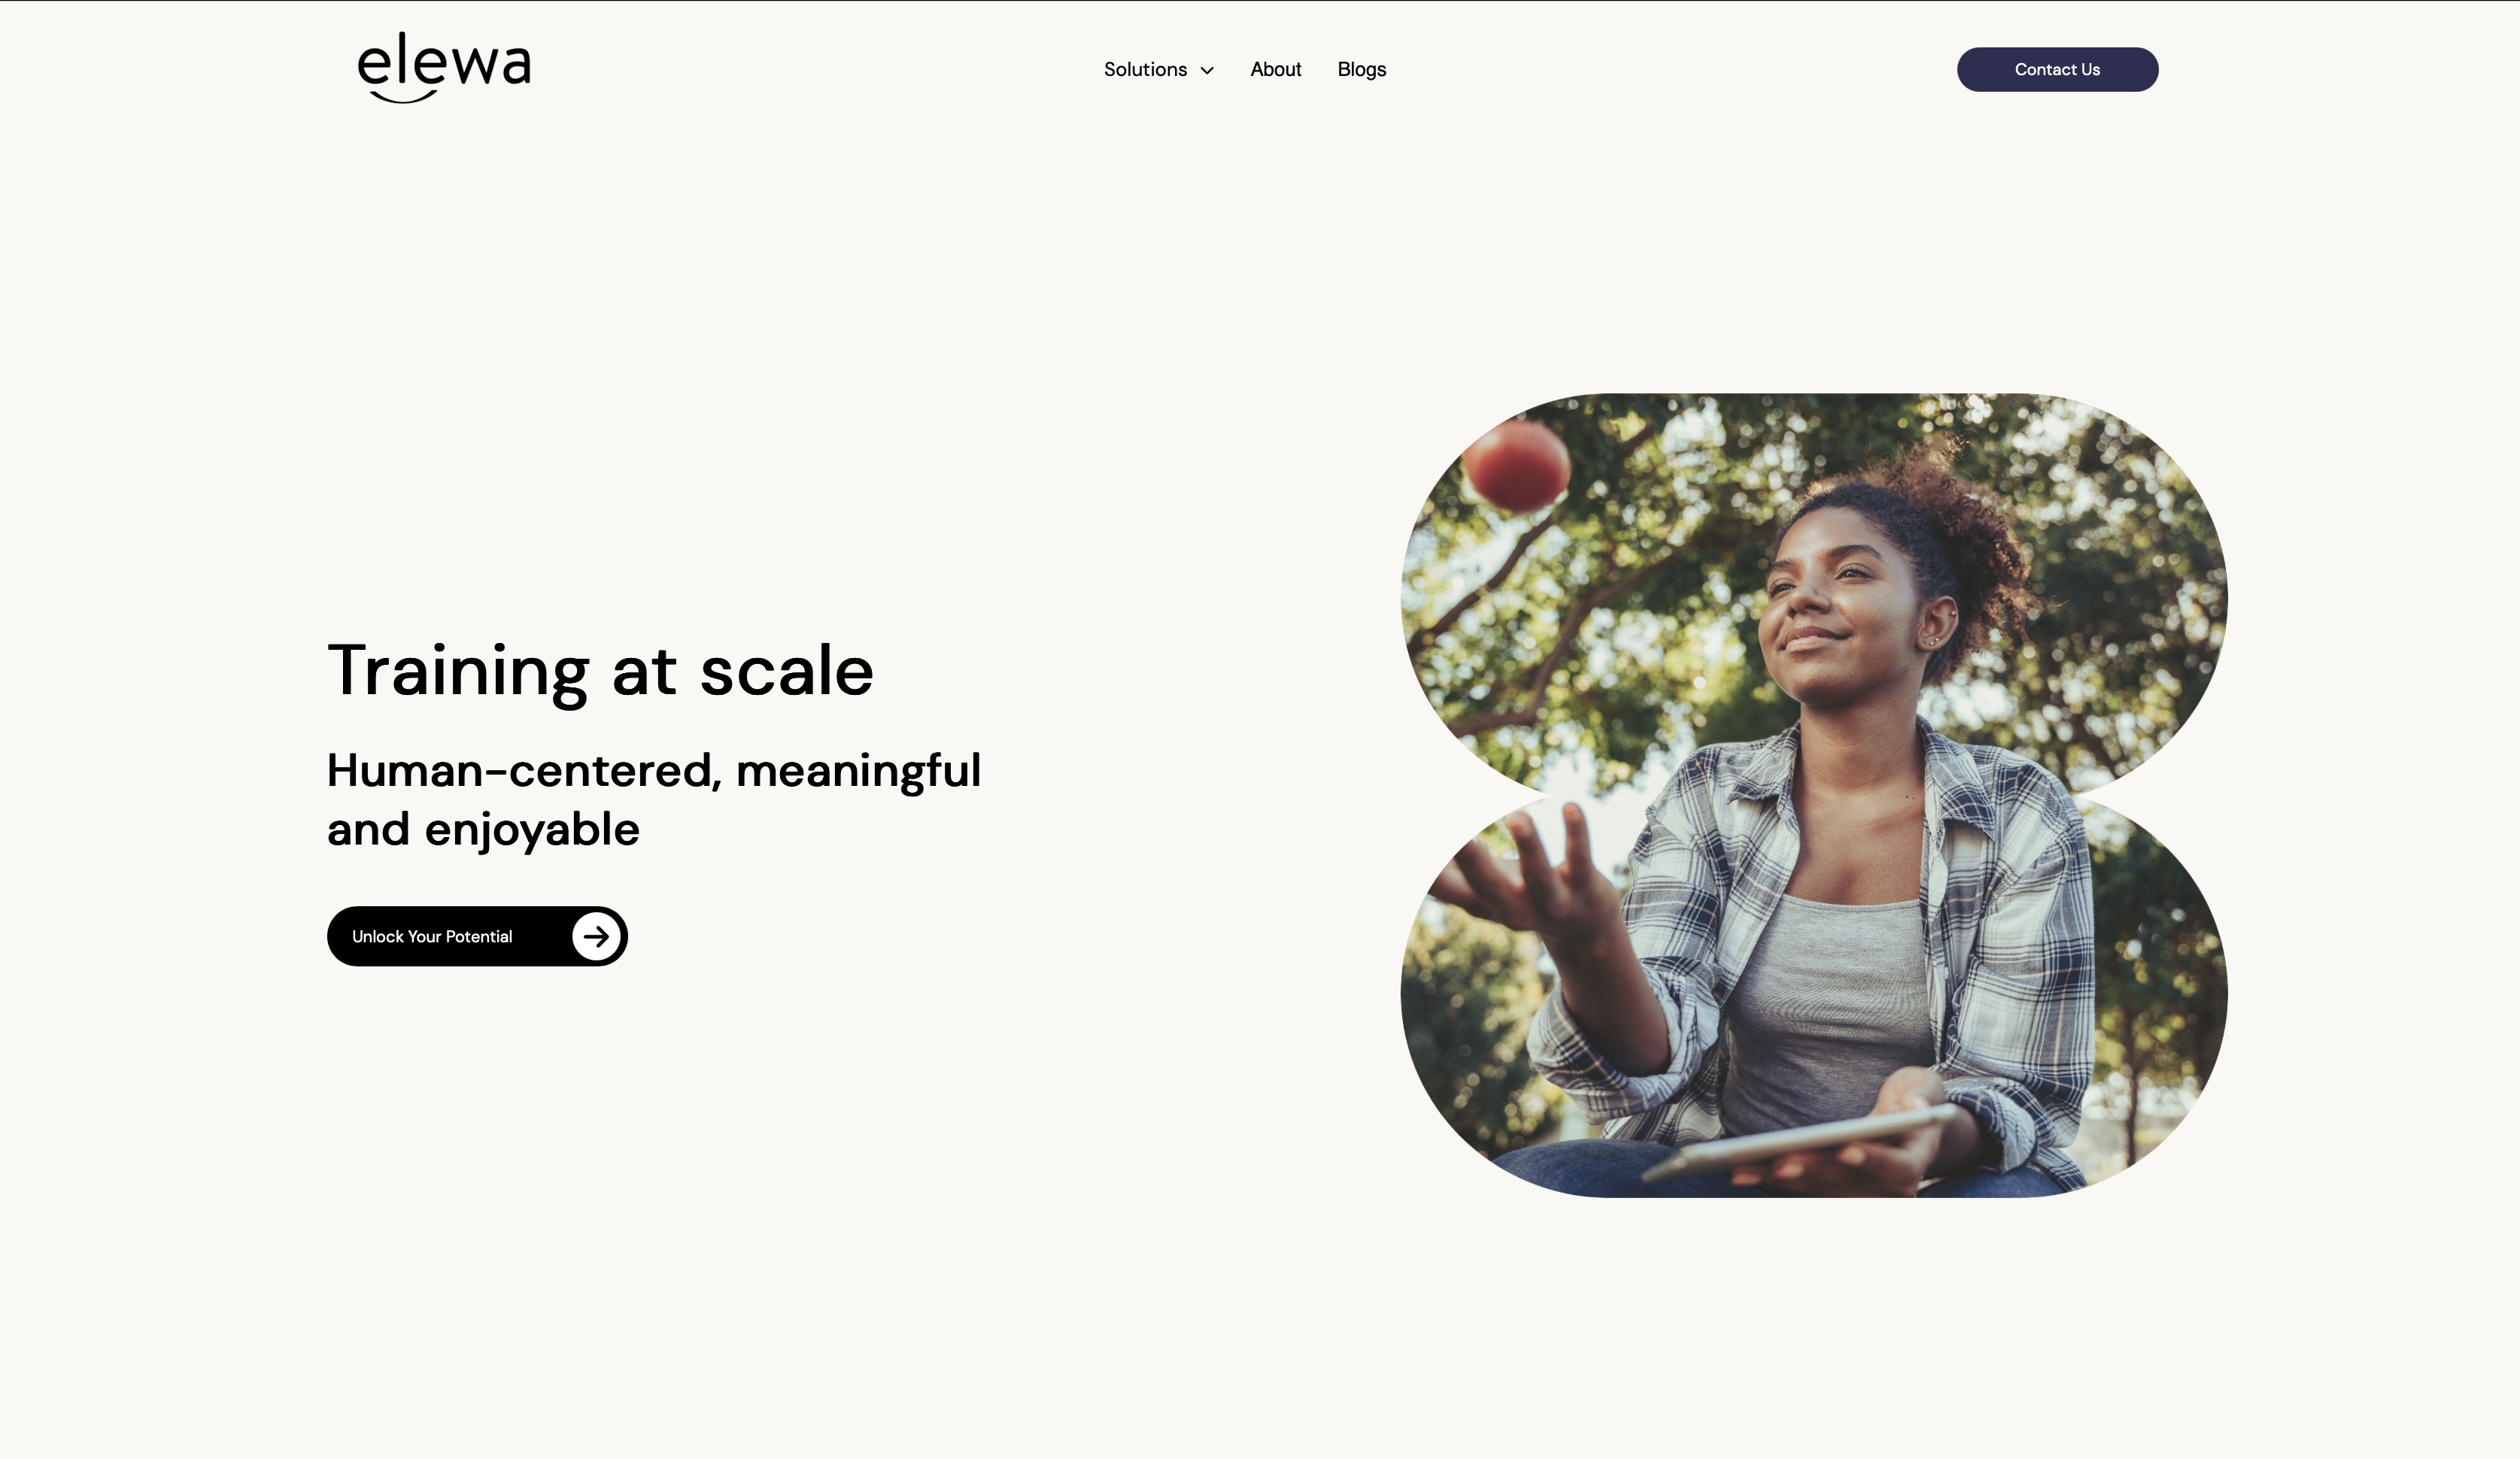 elewa
Solutions
About
Blogs
Contact Us
Training at scale
Human-centered, meaningful
and enjoyable
Unlock Your Potential